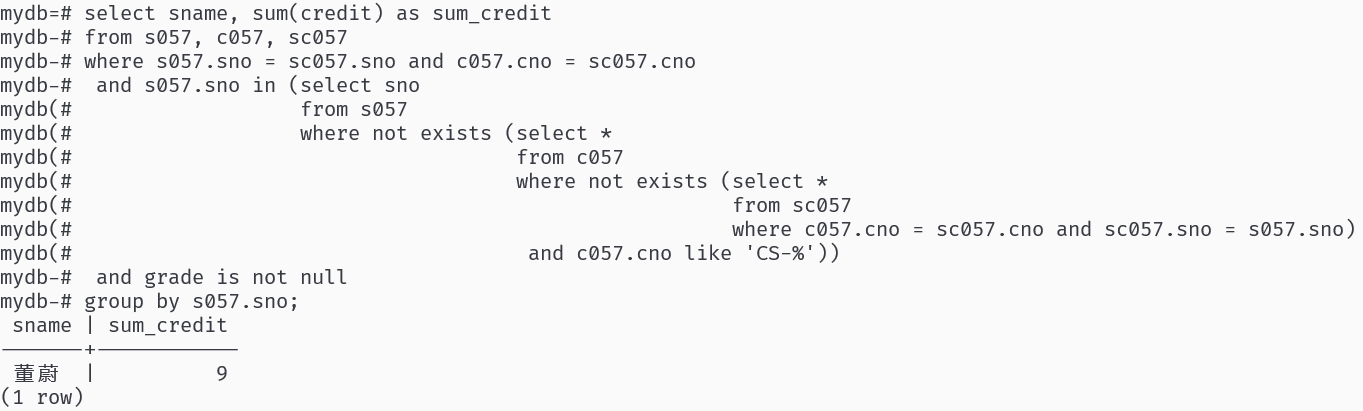 mydb=# select sname, sum(credit) as sum_credit
mydb-# from s057, c057, sc057
mydb-# where s057.sno = sc057.sno and c057.cno = sc057.cno
mydb-#  and s057.sno in (select sno
mydb(#                   from s057
mydb(#                   where not exists (select *
mydb(#                                     from c057
mydb(#                                     where not exists (select *
mydb(#                                                       from sc057
mydb(#                                                       where c057.cno = sc057.cno and sc057.sno = s057.sno)
mydb(#                                      and c057.cno like 'CS-%'))
mydb-#  and grade is not null
mydb-# group by s057.sno;
 sname | sum_credit
-------+------------
 董蔚  |          9
(1 row)